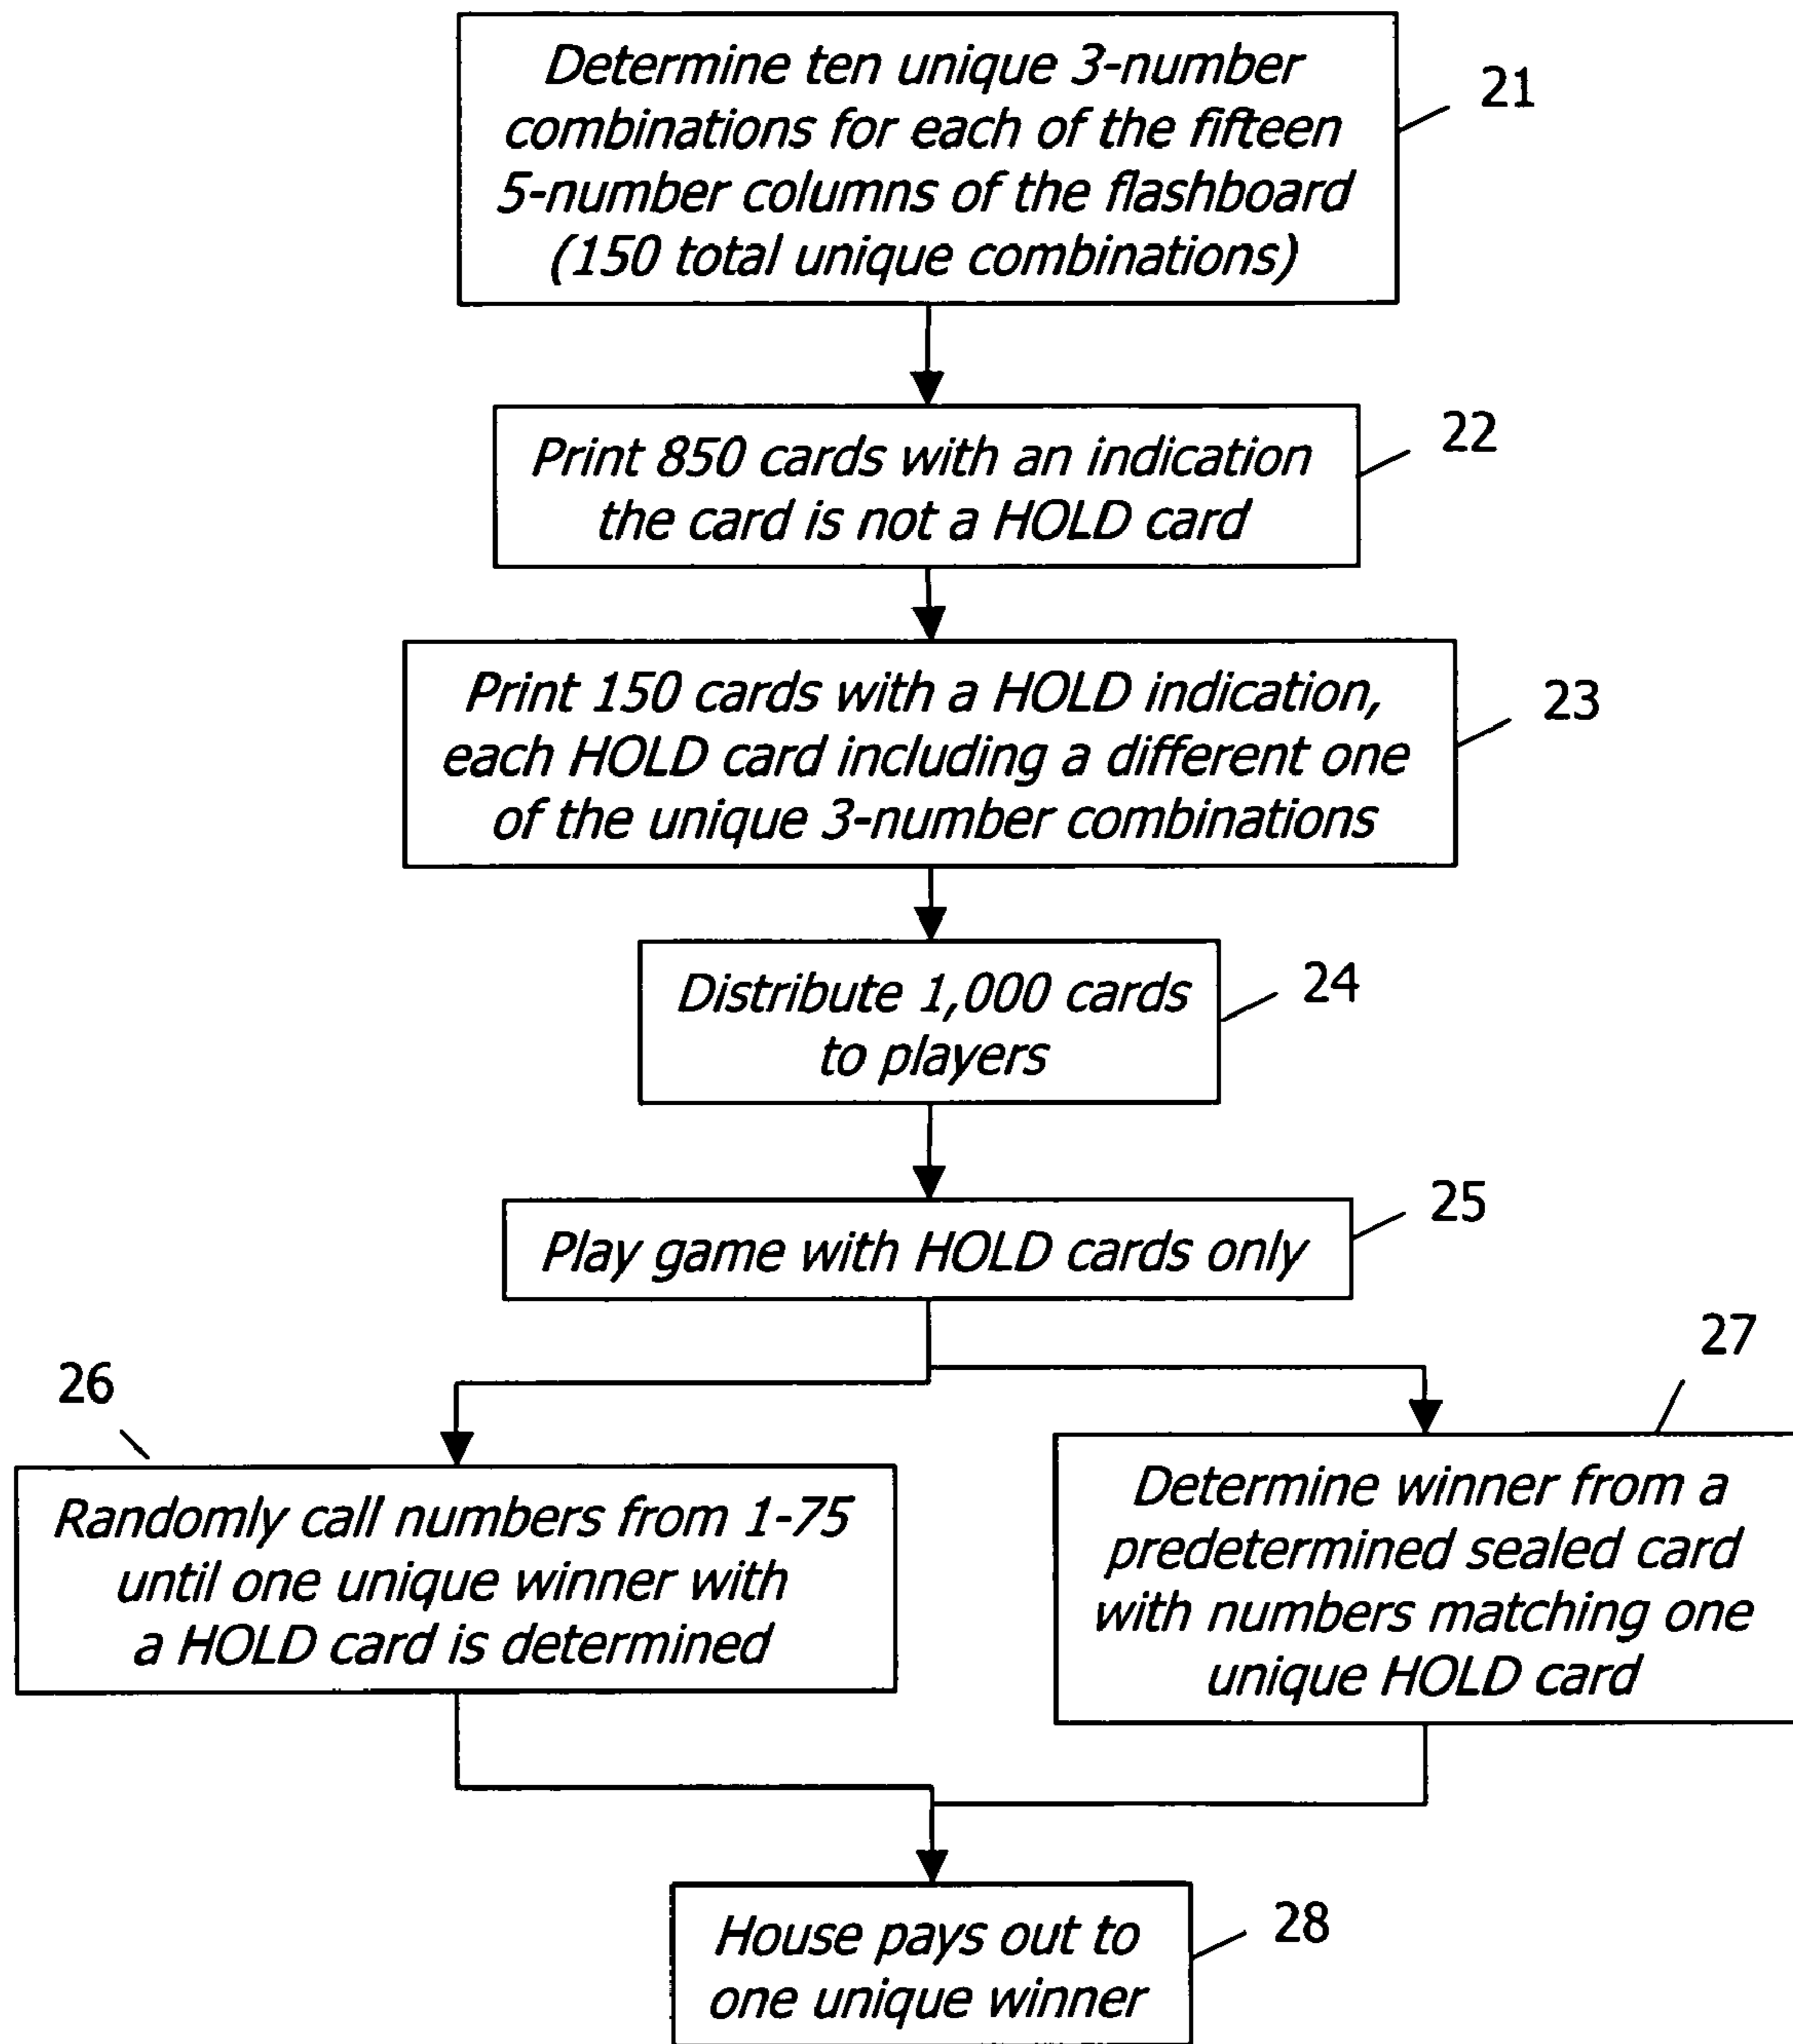 Determine ten unique 3-number
combinations for each of the fifteen
5-number columns of the flashboard
(150 total unique combinations)
21
Print 850 cards with an indication
the card is not a HOLD card
22
Print 150 cards with a HOLD indication,
each HOLD card including a different one
of the unique 3-number combinations
23
Distribute 1,000 cards
to players
24
Play game with HOLD cards only
25
26
Randomly call numbers from 1-75
until one unique winner with
a HOLD card is determined
27
Determine winner from a
predetermined sealed card
with numbers matching one
unique HOLD card
House pays out to
one unique winner
28